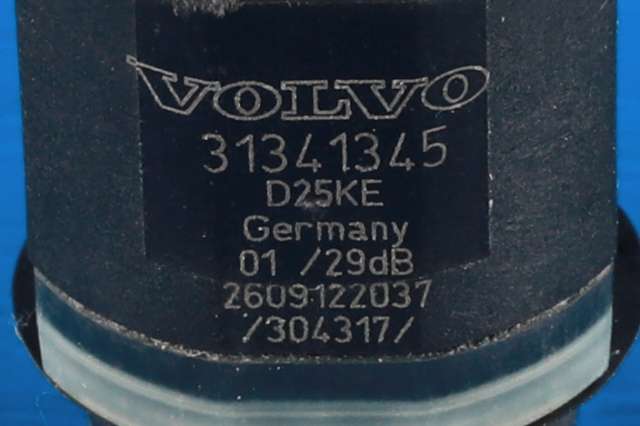 VOLVO
31341345
D25KE
Germany
01 /29dB
2609122037
/304317/